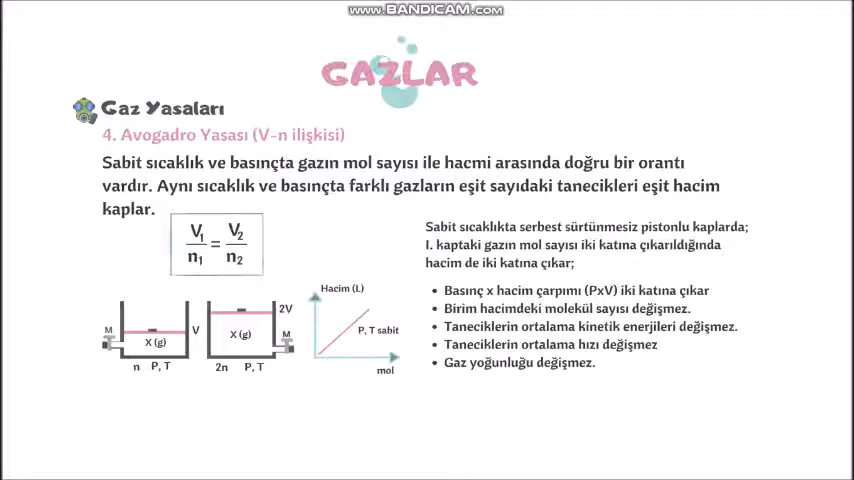 www.BANDICAM.com
GAZLAR
Gaz Yasaları
4. Avogadro Yasası (V-n ilişkisi)
Sabit sıcaklık ve basınçta gazın mol sayısı ile hacmi arasında doğru bir orantı
vardır. Aynı sıcaklık ve basınçta farklı gazların eşit sayıdaki tanecikleri eşit hacim
kaplar.
V₁/n₁ = V₂/n₂
Sabit sıcaklıkta serbest sürtünmesiz pistonlu kaplarda;
I. kaptaki gazın mol sayısı iki katına çıkarıldığında
hacim de iki katına çıkar;
• Basınç x hacim çarpımı (PxV) iki katına çıkar
• Birim hacimdeki molekül sayısı değişmez.
• Taneciklerin ortalama kinetik enerjileri değişmez.
• Taneciklerin ortalama hızı değişmez
• Gaz yoğunluğu değişmez.
M
X (g)
V
n P, T
2V
X (g)
M
2n P, T
Hacim (L)
P, T sabit
mol